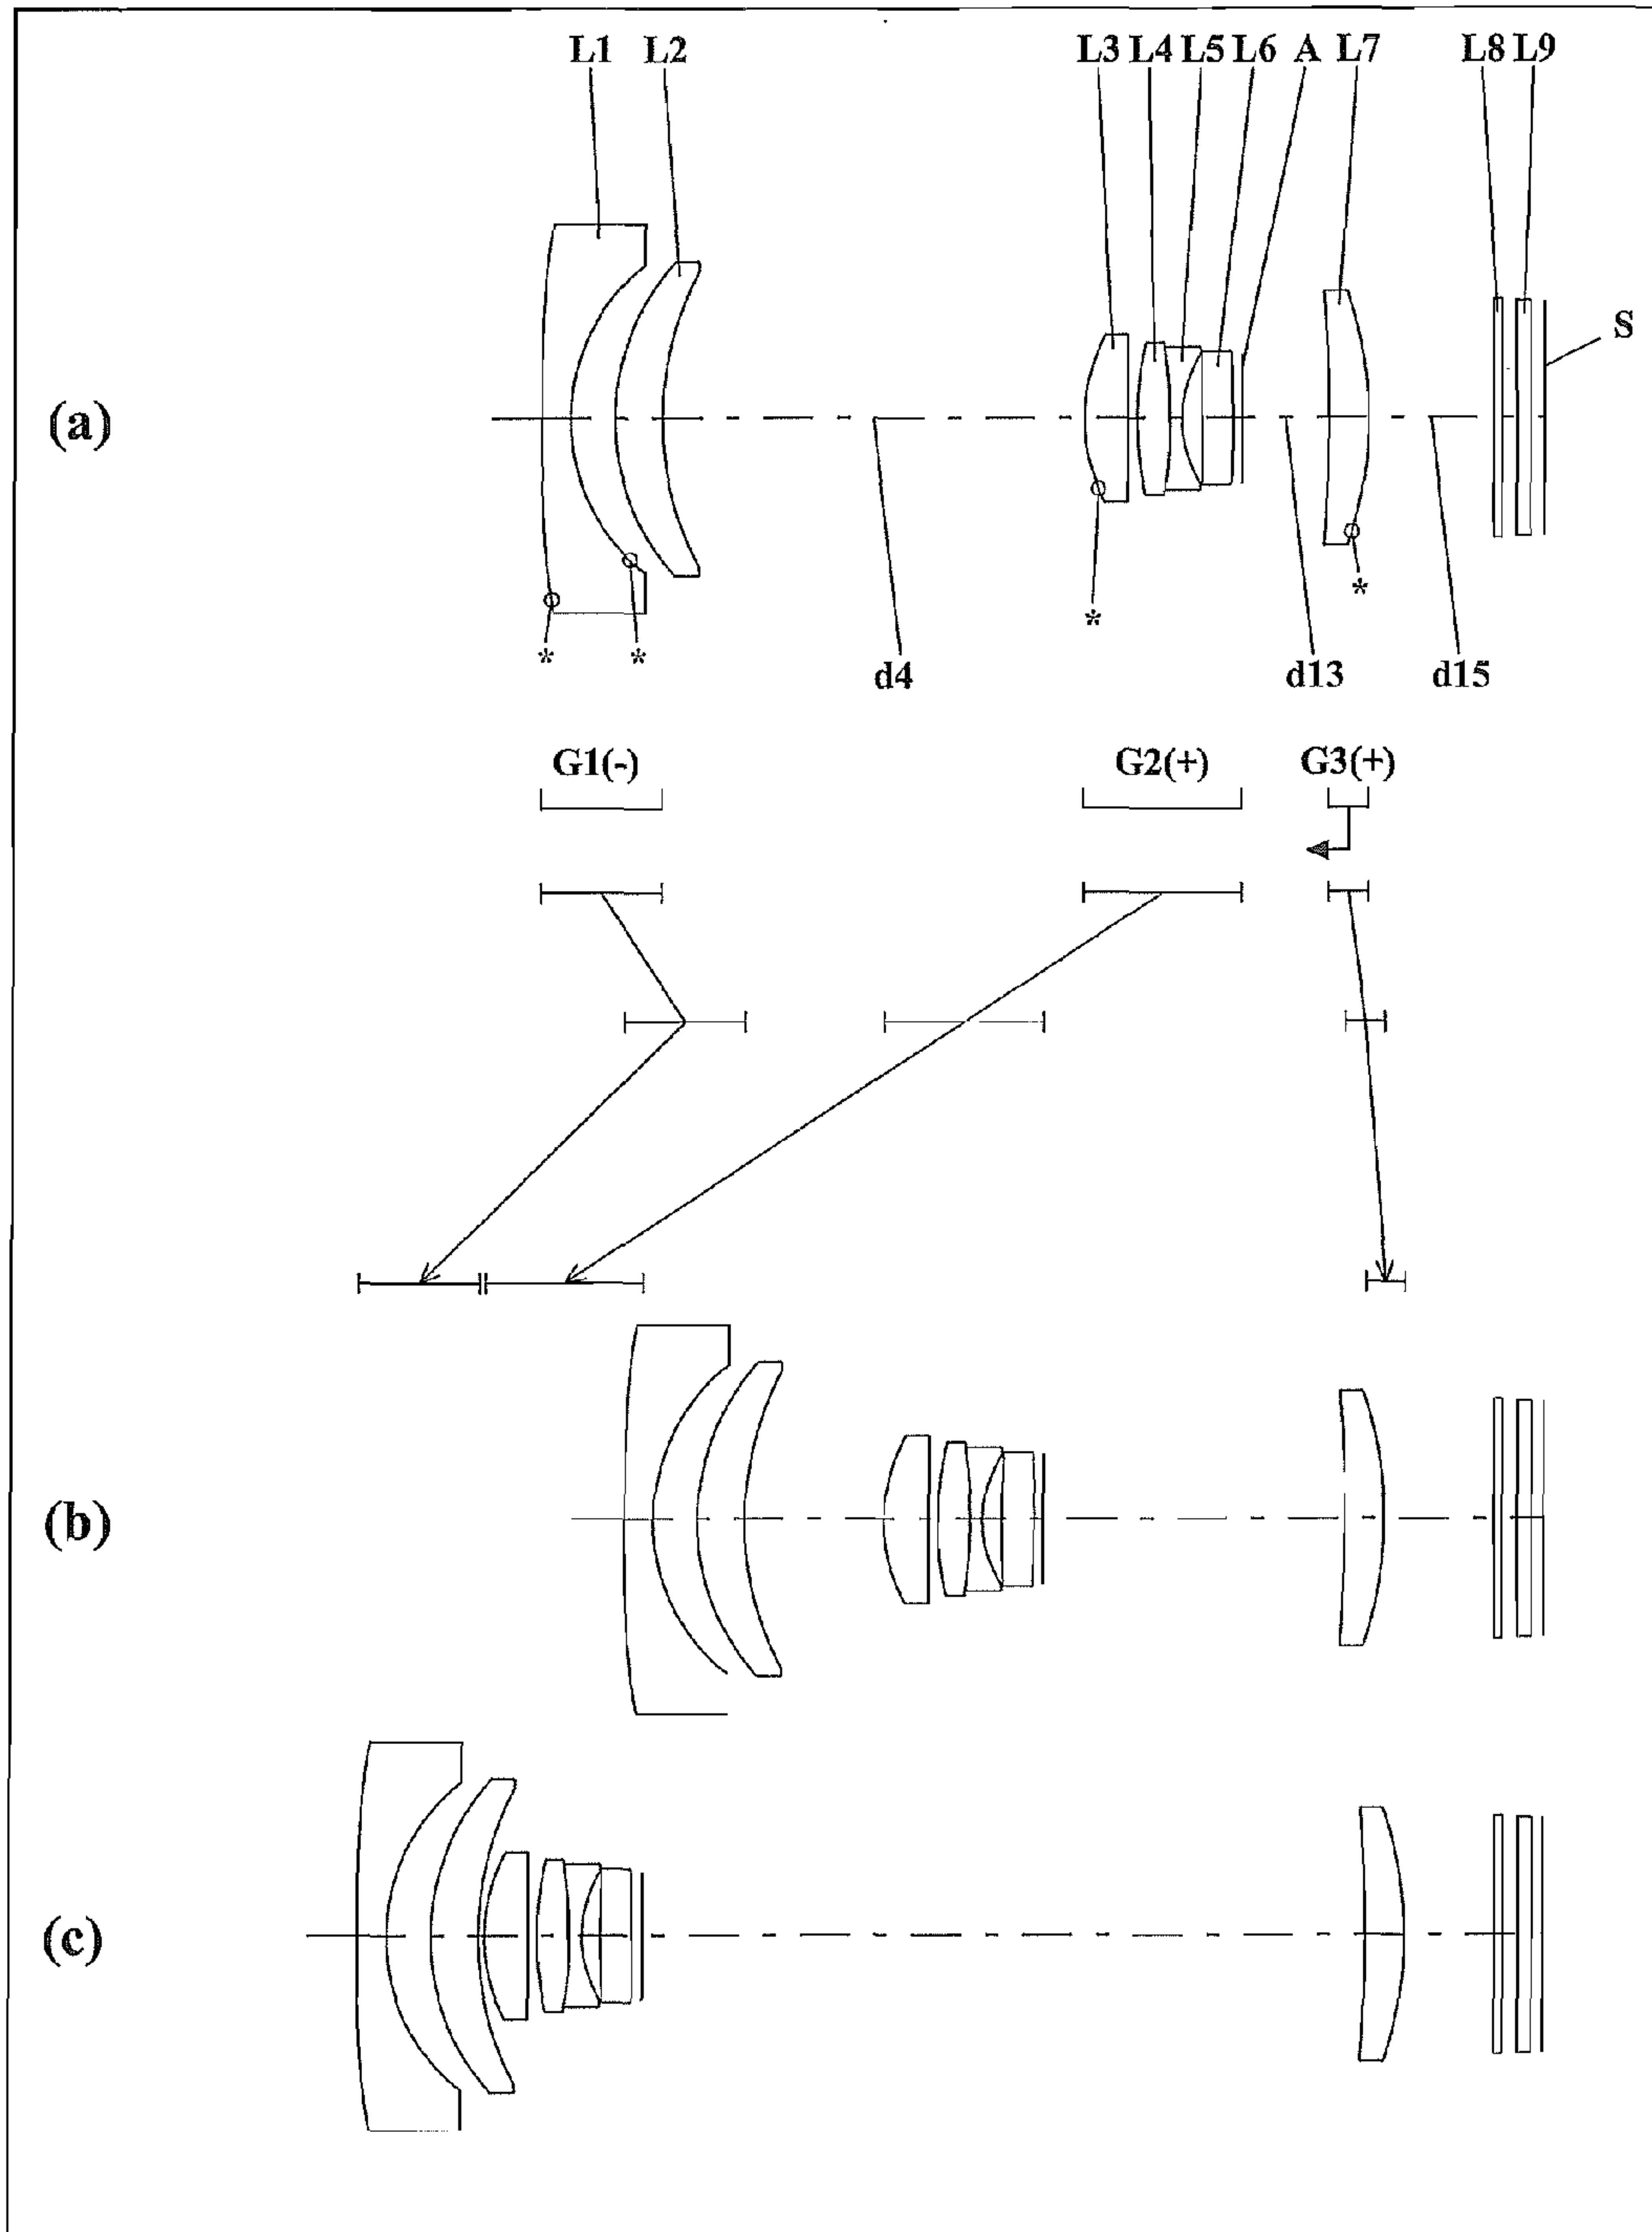 L1 L2 L3 L4 L5 L6 A L7 L8 L9
S
(a)
* * * *
d4 d13 d15
G1(-) G2(+) G3(+)
(b)
(c)